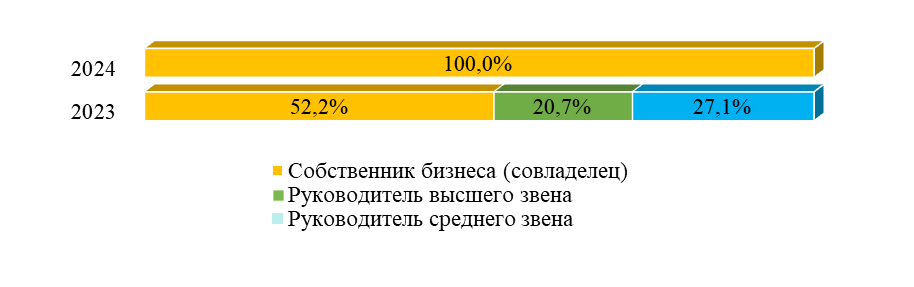 2024
100,0%
2023
52,2%
20,7%
27,1%
Собственник бизнеса (совладелец)
Руководитель высшего звена
Руководитель среднего звена